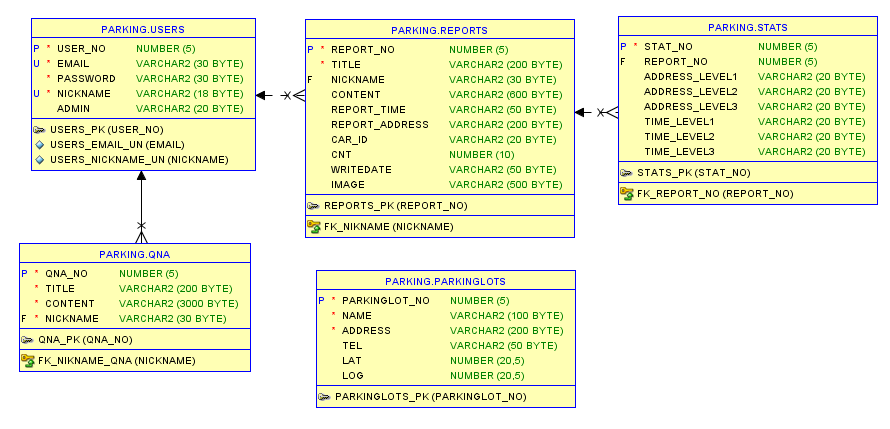 PARKING.USERS
P * USER_NO NUMBER (5)
U * EMAIL VARCHAR2 (30 BYTE)
* PASSWORD VARCHAR2 (30 BYTE)
U * NICKNAME VARCHAR2 (18 BYTE)
ADMIN VARCHAR2 (20 BYTE)
USERS_PK (USER_NO)
USERS_EMAIL_UN (EMAIL)
USERS_NICKNAME_UN (NICKNAME)
PARKING.REPORTS
P * REPORT_NO NUMBER (5)
* TITLE VARCHAR2 (200 BYTE)
F NICKNAME VARCHAR2 (30 BYTE)
CONTENT VARCHAR2 (600 BYTE)
REPORT_TIME VARCHAR2 (50 BYTE)
REPORT_ADDRESS VARCHAR2 (200 BYTE)
CAR_ID VARCHAR2 (20 BYTE)
CNT NUMBER (10)
WRITEDATE VARCHAR2 (50 BYTE)
IMAGE VARCHAR2 (500 BYTE)
REPORTS_PK (REPORT_NO)
FK_NIKNAME (NICKNAME)
PARKING.STATS
P * STAT_NO NUMBER (5)
F REPORT_NO NUMBER (5)
ADDRESS_LEVEL1 VARCHAR2 (20 BYTE)
ADDRESS_LEVEL2 VARCHAR2 (20 BYTE)
ADDRESS_LEVEL3 VARCHAR2 (20 BYTE)
TIME_LEVEL1 VARCHAR2 (20 BYTE)
TIME_LEVEL2 VARCHAR2 (20 BYTE)
TIME_LEVEL3 VARCHAR2 (20 BYTE)
STATS_PK (STAT_NO)
FK_REPORT_NO (REPORT_NO)
PARKING.QNA
P * QNA_NO NUMBER (5)
* TITLE VARCHAR2 (200 BYTE)
* CONTENT VARCHAR2 (3000 BYTE)
F * NICKNAME VARCHAR2 (30 BYTE)
QNA_PK (QNA_NO)
FK_NIKNAME_QNA (NICKNAME)
PARKING.PARKINGLOTS
P * PARKINGLOT_NO NUMBER (5)
* NAME VARCHAR2 (100 BYTE)
* ADDRESS VARCHAR2 (200 BYTE)
TEL VARCHAR2 (50 BYTE)
LAT NUMBER (20,5)
LOG NUMBER (20,5)
PARKINGLOTS_PK (PARKINGLOT_NO)